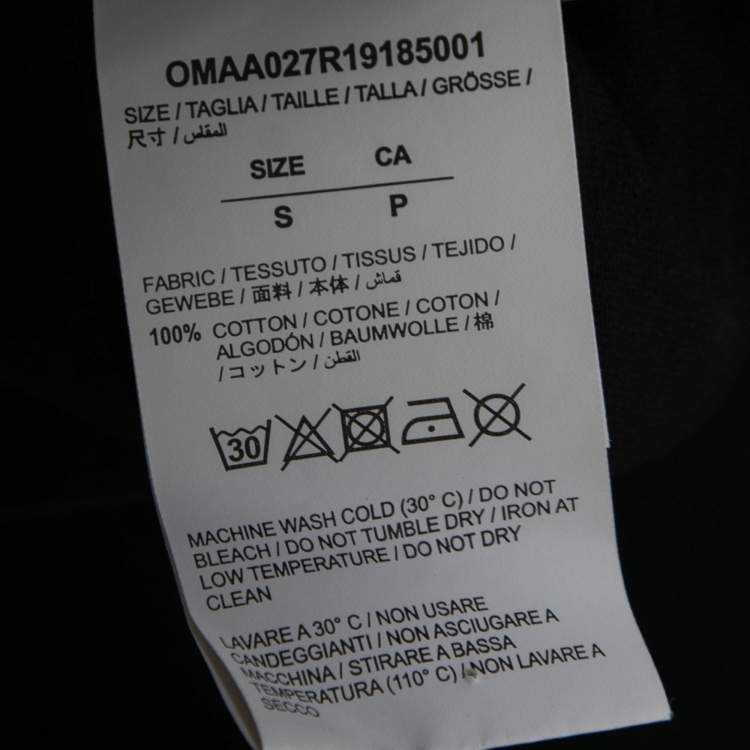 OMAA027R19185001
SIZE / TAGLIA / TAILLE / TALLA / GRÖSSE /
尺寸 / المقاس
SIZE CA
S P
FABRIC / TESSUTO / TISSUS / TEJIDO /
GEWEBE / 面料 / 本体 / قماش
100% COTTON / COTONE / COTON /
ALGODÓN / BAUMWOLLE / 棉
/ コットン / القطن
30
MACHINE WASH COLD (30° C) / DO NOT
BLEACH / DO NOT TUMBLE DRY / IRON AT
LOW TEMPERATURE / DO NOT DRY
CLEAN
LAVARE A 30° C / NON USARE
CANDEGGIANTI / NON ASCIUGARE A
MACCHINA / STIRARE A BASSA
TEMPERATURA (110° C) / NON LAVARE A
SECCO